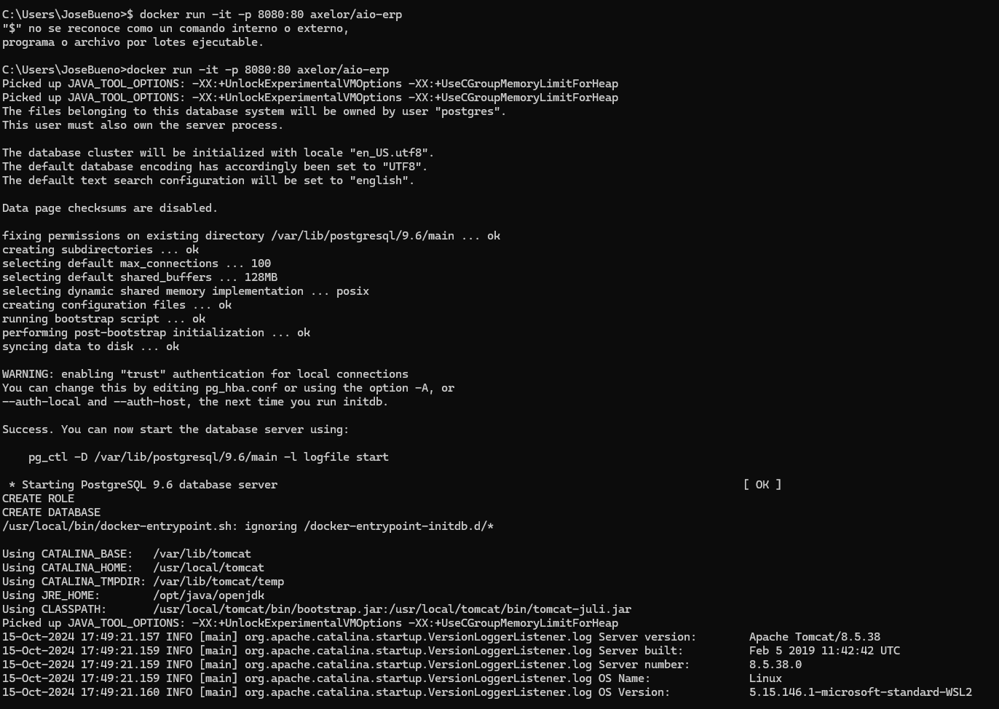 C:\Users\JoseBueno>$ docker run -it -p 8080:80 axelor/aio-erp
"$" no se reconoce como un comando interno o externo,
programa o archivo por lotes ejecutable.
C:\Users\JoseBueno>docker run -it -p 8080:80 axelor/aio-erp
Picked up JAVA_TOOL_OPTIONS: -XX:+UnlockExperimentalVMOptions -XX:+UseCGroupMemoryLimitForHeap
Picked up JAVA_TOOL_OPTIONS: -XX:+UnlockExperimentalVMOptions -XX:+UseCGroupMemoryLimitForHeap
The files belonging to this database system will be owned by user "postgres".
This user must also own the server process.
The database cluster will be initialized with locale "en_US.utf8".
The default database encoding has accordingly been set to "UTF8".
The default text search configuration will be set to "english".
Data page checksums are disabled.
fixing permissions on existing directory /var/lib/postgresql/9.6/main ... ok
creating subdirectories ... ok
selecting default max_connections ... 100
selecting default shared_buffers ... 128MB
selecting dynamic shared memory implementation ... posix
creating configuration files ... ok
running bootstrap script ... ok
performing post-bootstrap initialization ... ok
syncing data to disk ... ok
WARNING: enabling "trust" authentication for local connections
You can change this by editing pg_hba.conf or using the option -A, or
--auth-local and --auth-host, the next time you run initdb.
Success. You can now start the database server using:
pg_ctl -D /var/lib/postgresql/9.6/main -l logfile start
* Starting PostgreSQL 9.6 database server [ OK ]
CREATE ROLE
CREATE DATABASE
/usr/local/bin/docker-entrypoint.sh: ignoring /docker-entrypoint-initdb.d/*
Using CATALINA_BASE: /var/lib/tomcat
Using CATALINA_HOME: /usr/local/tomcat
Using CATALINA_TMPDIR: /var/lib/tomcat/temp
Using JRE_HOME: /opt/java/openjdk
Using CLASSPATH: /usr/local/tomcat/bin/bootstrap.jar:/usr/local/tomcat/bin/tomcat-juli.jar
Picked up JAVA_TOOL_OPTIONS: -XX:+UnlockExperimentalVMOptions -XX:+UseCGroupMemoryLimitForHeap
15-Oct-2024 17:49:21.157 INFO [main] org.apache.catalina.startup.VersionLoggerListener.log Server version: Apache Tomcat/8.5.38
15-Oct-2024 17:49:21.159 INFO [main] org.apache.catalina.startup.VersionLoggerListener.log Server built: Feb 5 2019 11:42:42 UTC
15-Oct-2024 17:49:21.159 INFO [main] org.apache.catalina.startup.VersionLoggerListener.log Server number: 8.5.38.0
15-Oct-2024 17:49:21.159 INFO [main] org.apache.catalina.startup.VersionLoggerListener.log OS Name: Linux
15-Oct-2024 17:49:21.160 INFO [main] org.apache.catalina.startup.VersionLoggerListener.log OS Version: 5.15.146.1-microsoft-standard-WSL2